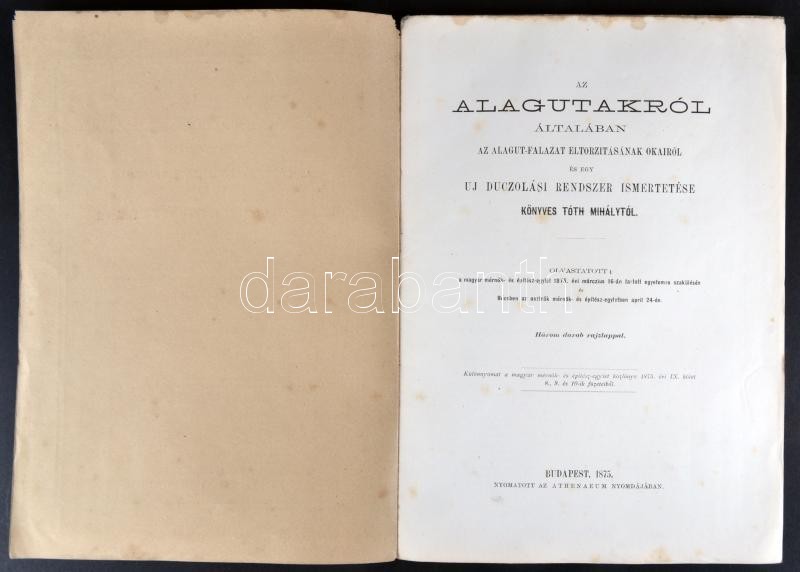 AZ
ALAGUTAKRÓL
ÁLTALÁBAN
AZ ALAGUT-FALAZAT ELTORZITÁSÁNAK OKAIRÓL
ÉS EGY
UJ DUCZOLÁSI RENDSZER ISMERTETÉSE
KÖNYVES TÓTH MIHÁLYTÓL.
OLVASTATOTT:
a magyar mérnök- és épitész-egylet 1875. évi márczius 16-án tartott egyetemes szakülésén
és
Bécsben az osztrák mérnök- és épitész-egyletben april 24-én.
Három darab rajzlappal.
Különnyomat a magyar mérnök- és épitész-egylet közlönye 1875. évi IX. kötet
8., 9. és 10-ik füzeteiből.
BUDAPEST, 1875.
NYOMATOTT AZ ATHENAEUM NYOMDÁJÁBAN.
darabanth